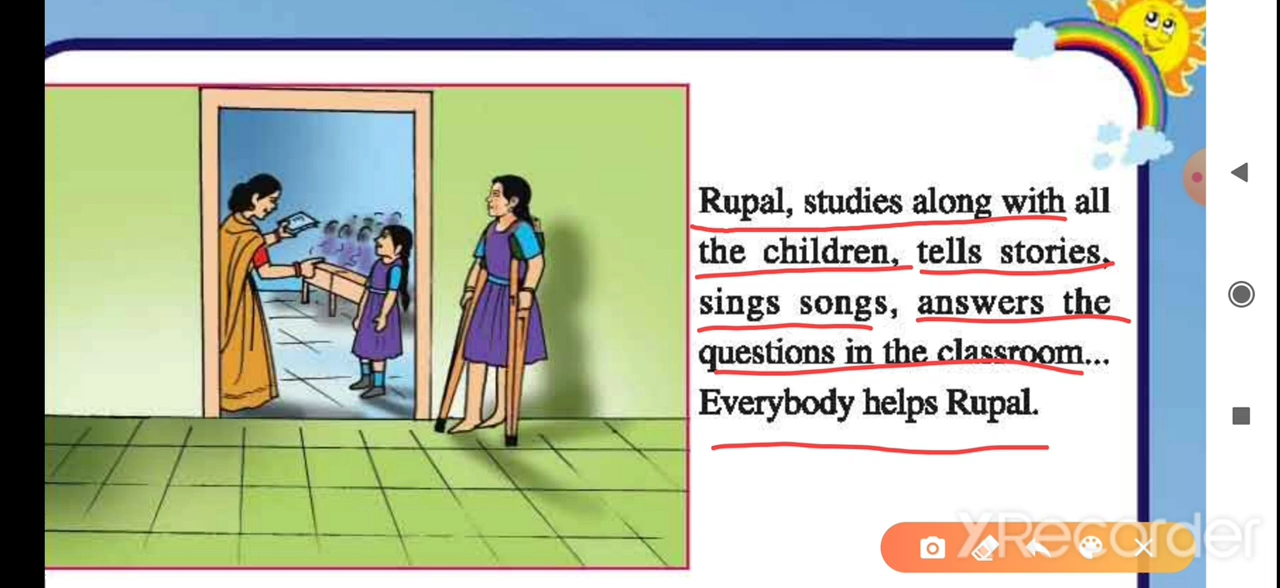 Rupal, studies along with all
the children, tells stories,
sings songs, answers the
questions in the classroom...
Everybody helps Rupal.
XRecorder